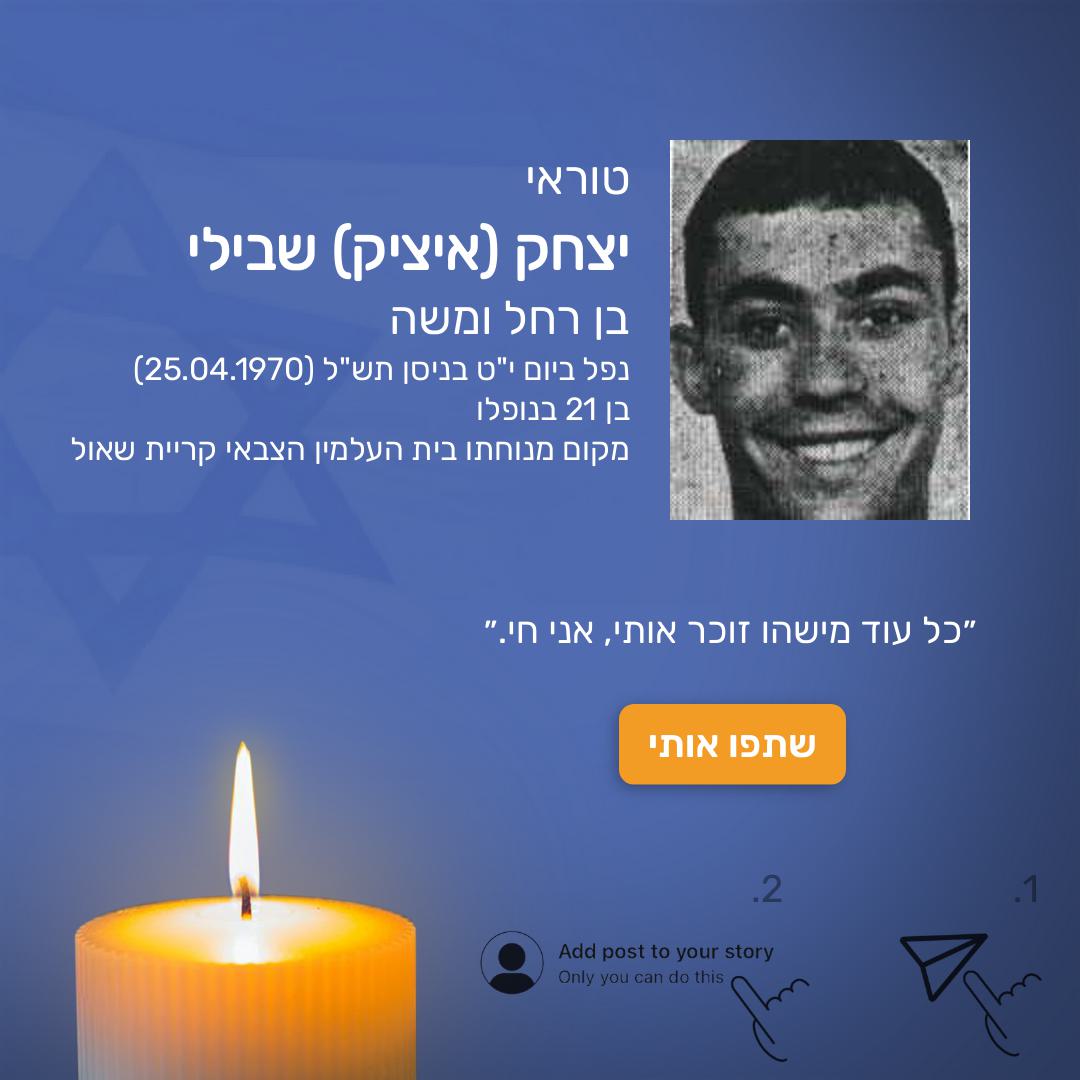 טוראי
יצחק (איציק) שבילי
בן רחל ומשה
נפל ביום י"ט בניסן תש"ל (25.04.1970)
בן 21 בנופלו
מקום מנוחתו בית העלמין הצבאי קריית שאול
״כל עוד מישהו זוכר אותי, אני חי.״
שתפו אותי
1.
2.
Add post to your story
Only you can do this